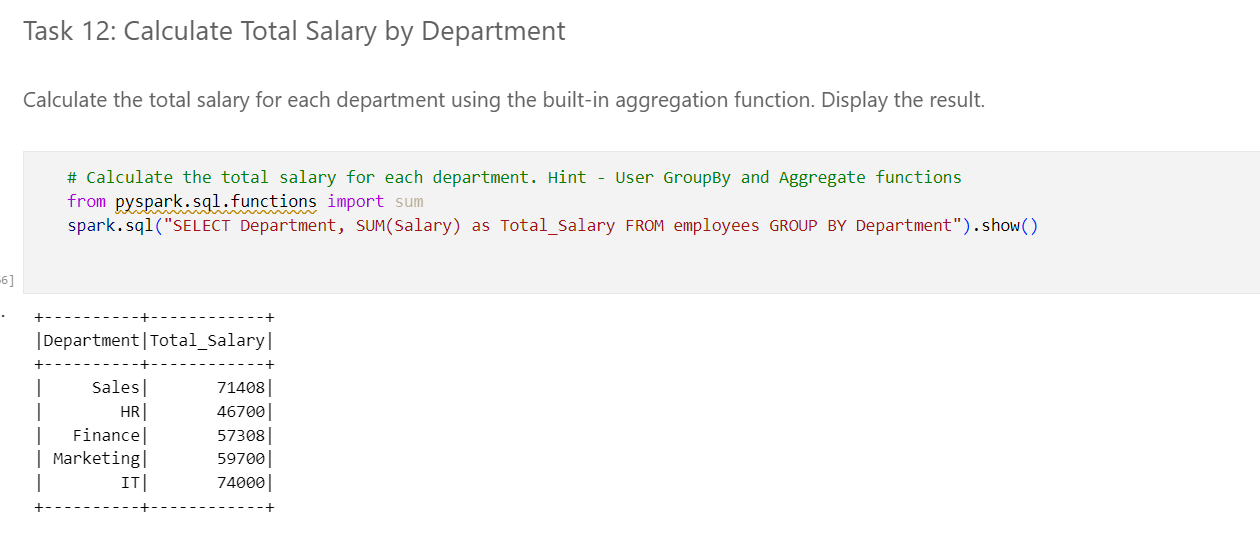 Task 12: Calculate Total Salary by Department
Calculate the total salary for each department using the built-in aggregation function. Display the result.
# Calculate the total salary for each department. Hint - User GroupBy and Aggregate functions
from pyspark.sql.functions import sum
spark.sql("SELECT Department, SUM(Salary) as Total_Salary FROM employees GROUP BY Department").show()
6]
+----------+------------+
|Department|Total_Salary|
+----------+------------+
|     Sales|       71408|
|        HR|       46700|
|   Finance|       57308|
| Marketing|       59700|
|        IT|       74000|
+----------+------------+